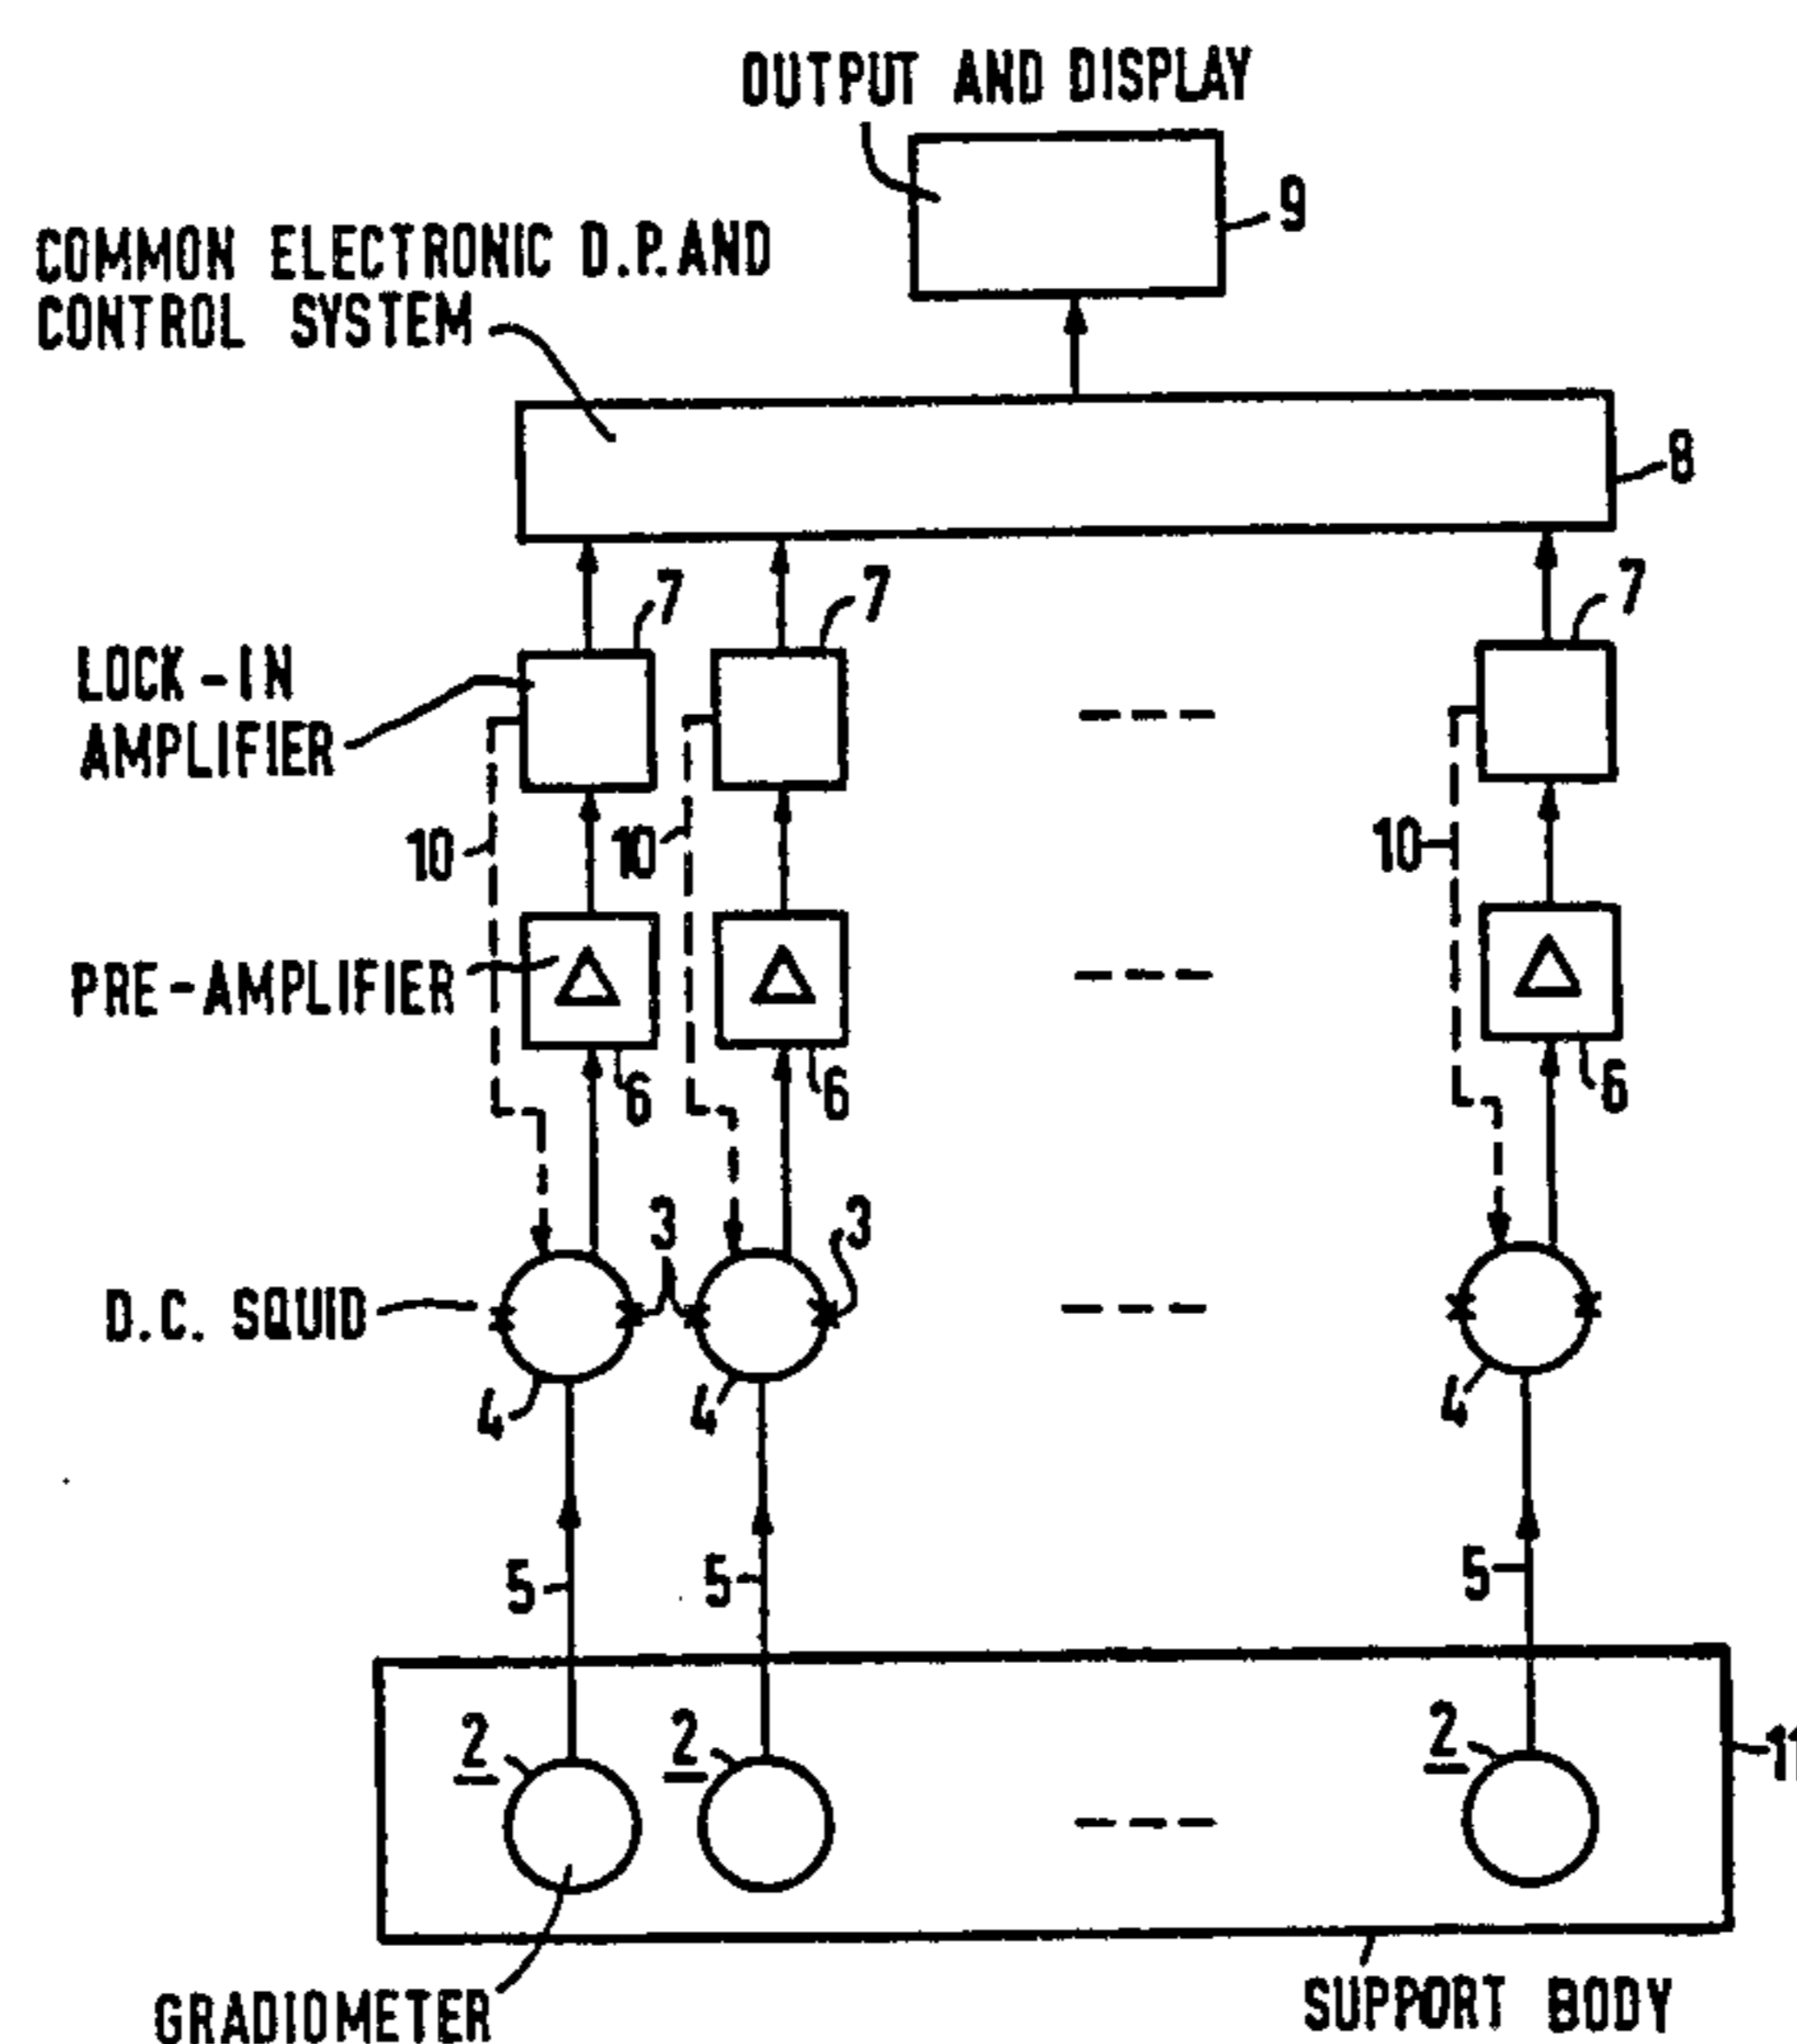 OUTPUT AND DISPLAY
9
COMMON ELECTRONIC D.P. AND
CONTROL SYSTEM
8
7 7 7
LOCK-IN
AMPLIFIER
10 10 10
PRE-AMPLIFIER
6 6 6
3 3
D.C. SQUID
4 4 4
5 5 5
2 2 2
11
GRADIOMETER
SUPPORT BODY